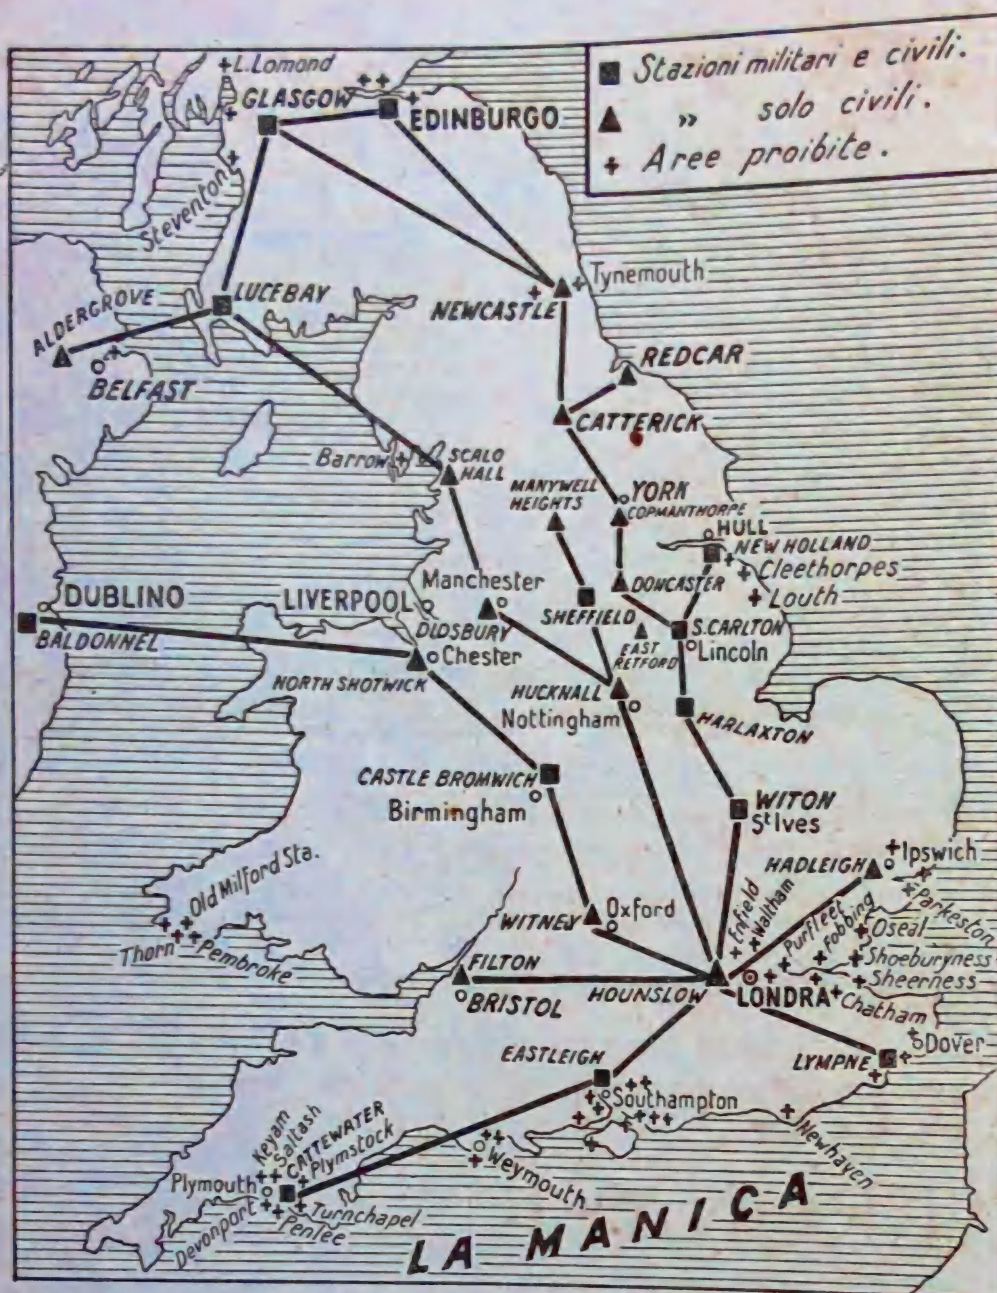 Stazioni militari e civili.
" solo civili.
Aree proibite.
L. Lomond
GLASGOW
EDINBURGO
Steventon
Tynemouth
NEWCASTLE
LUCEBAY
ALDERGROVE
BELFAST
REDCAR
CATTERICK
Barrow
SCALO
HALL
MANYWELL
HEIGHTS
YORK
COPMANTHORPE
HULL
NEW HOLLAND
Cleethorpes
Louth
DUBLINO
BALDONNEL
LIVERPOOL
Manchester
DIDSBURY
SHEFFIELD
DONCASTER
EAST
RETFORD
S.CARLTON
Lincoln
Chester
NORTH SHOTWICK
HUCKNALL
Nottingham
HARLAXTON
CASTLE BROMWICH
Birmingham
WITON
St Ives
HADLEIGH
Ipswich
Parkeston
Old Milford Sta.
Thorn
Pembroke
WITNEY
Oxford
Enfield
Waltham
Purfleet
Fobbing
Oseal
Shoeburyness
Sheerness
Chatham
FILTON
BRISTOL
HOUNSLOW
LONDRA
Dover
LYMPNE
EASTLEIGH
Southampton
Newhaven
Weymouth
Keyam
Saltash
CATTEWATER
Plymstock
Plymouth
Devonport
Penlee
Turnchapel
LA MANICA